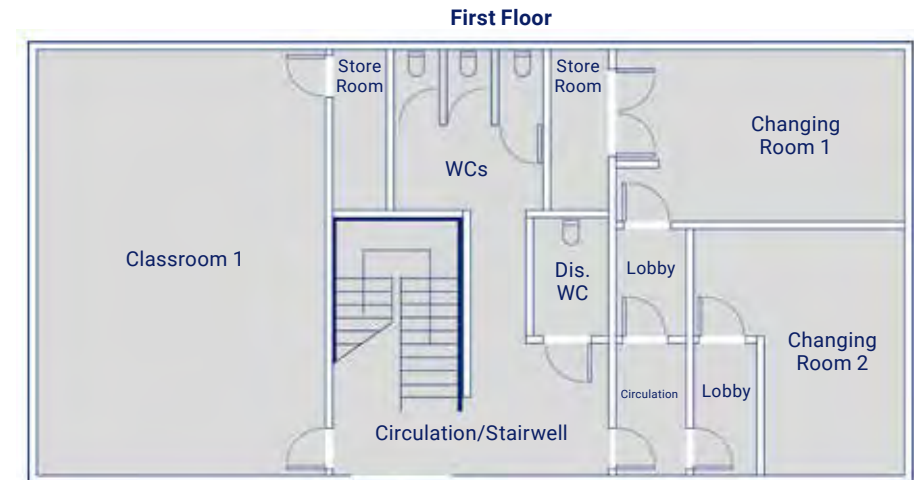 First Floor
Store
Room
Store
Room
Changing
Room 1
WCs
Classroom 1
Dis.
WC
Lobby
Changing
Room 2
Circulation
Lobby
Circulation/Stairwell